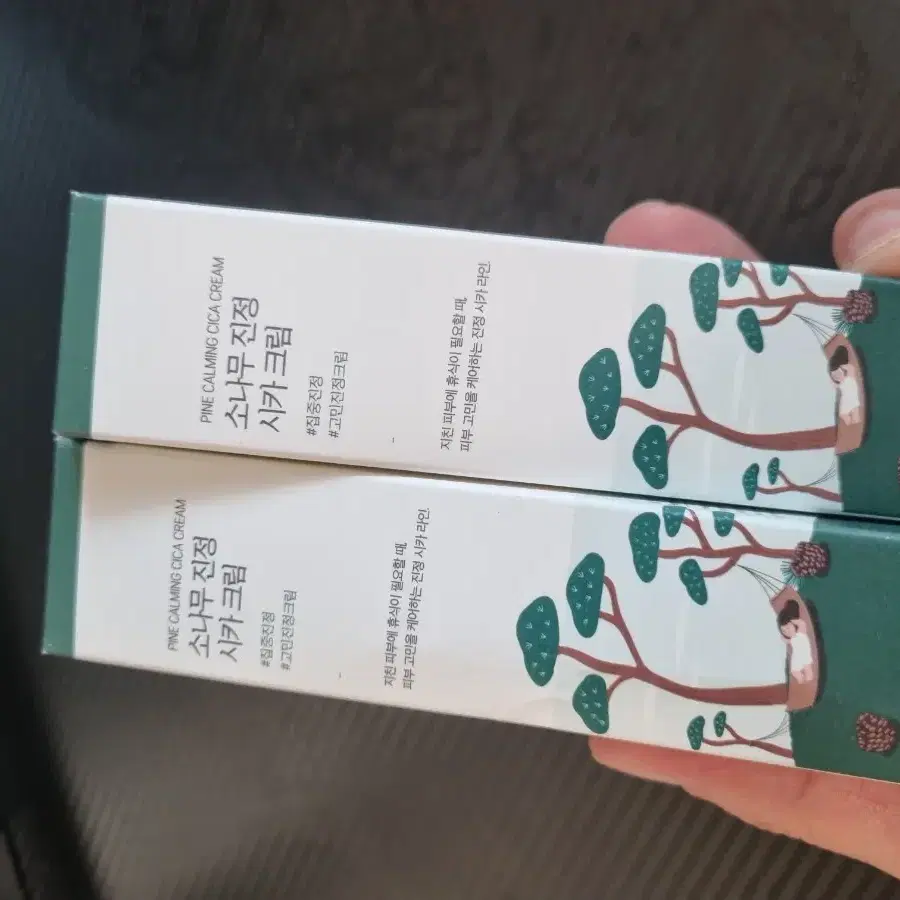 PINE CALMING CICA CREAM
소나무 진정
시카 크림
#집중진정
#고민진정크림
지친 피부에 휴식이 필요할 때,
피부 고민을 케어하는 진정 시카 라인.
PINE CALMING CICA CREAM
소나무 진정
시카 크림
#집중진정
#고민진정크림
지친 피부에 휴식이 필요할 때,
피부 고민을 케어하는 진정 시카 라인.